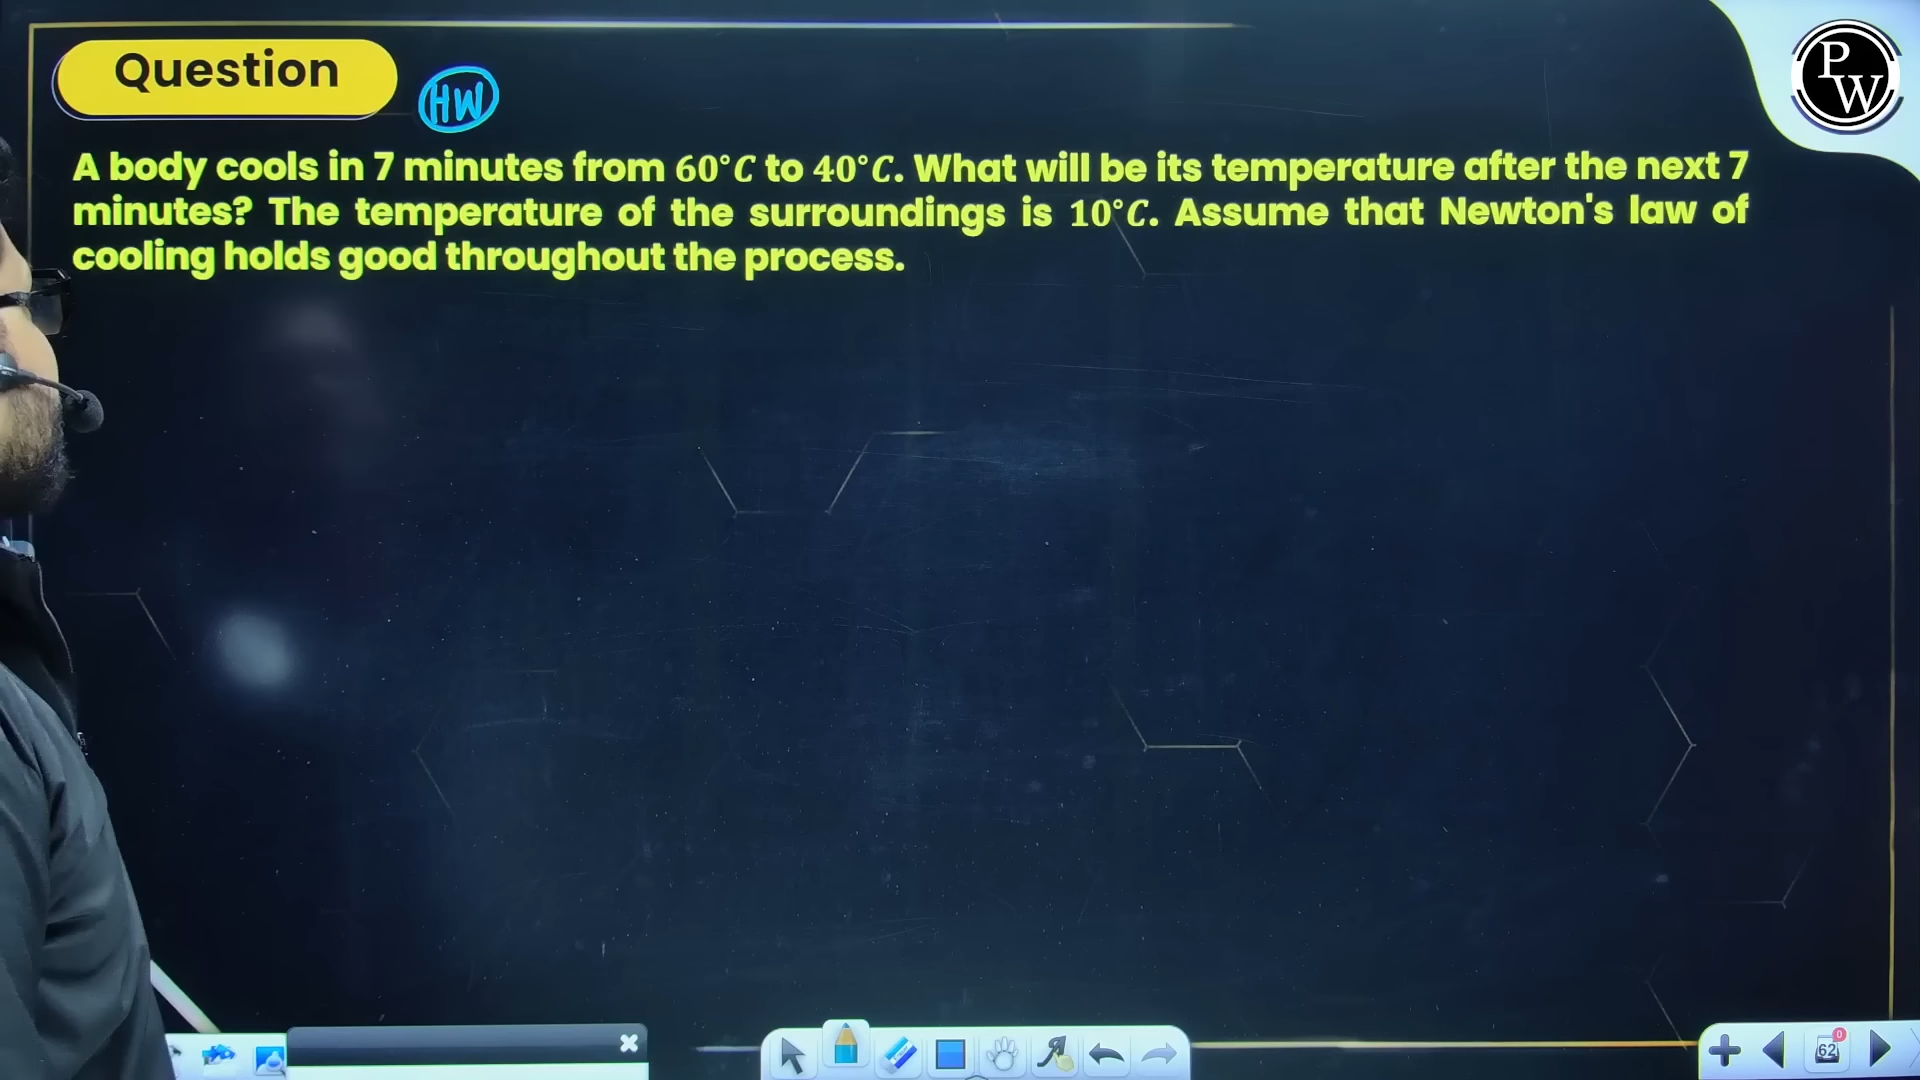 Question
HW
P
W
A body cools in 7 minutes from 60°C to 40°C. What will be its temperature after the next 7
minutes? The temperature of the surroundings is 10°C. Assume that Newton's law of
cooling holds good throughout the process.
0
62